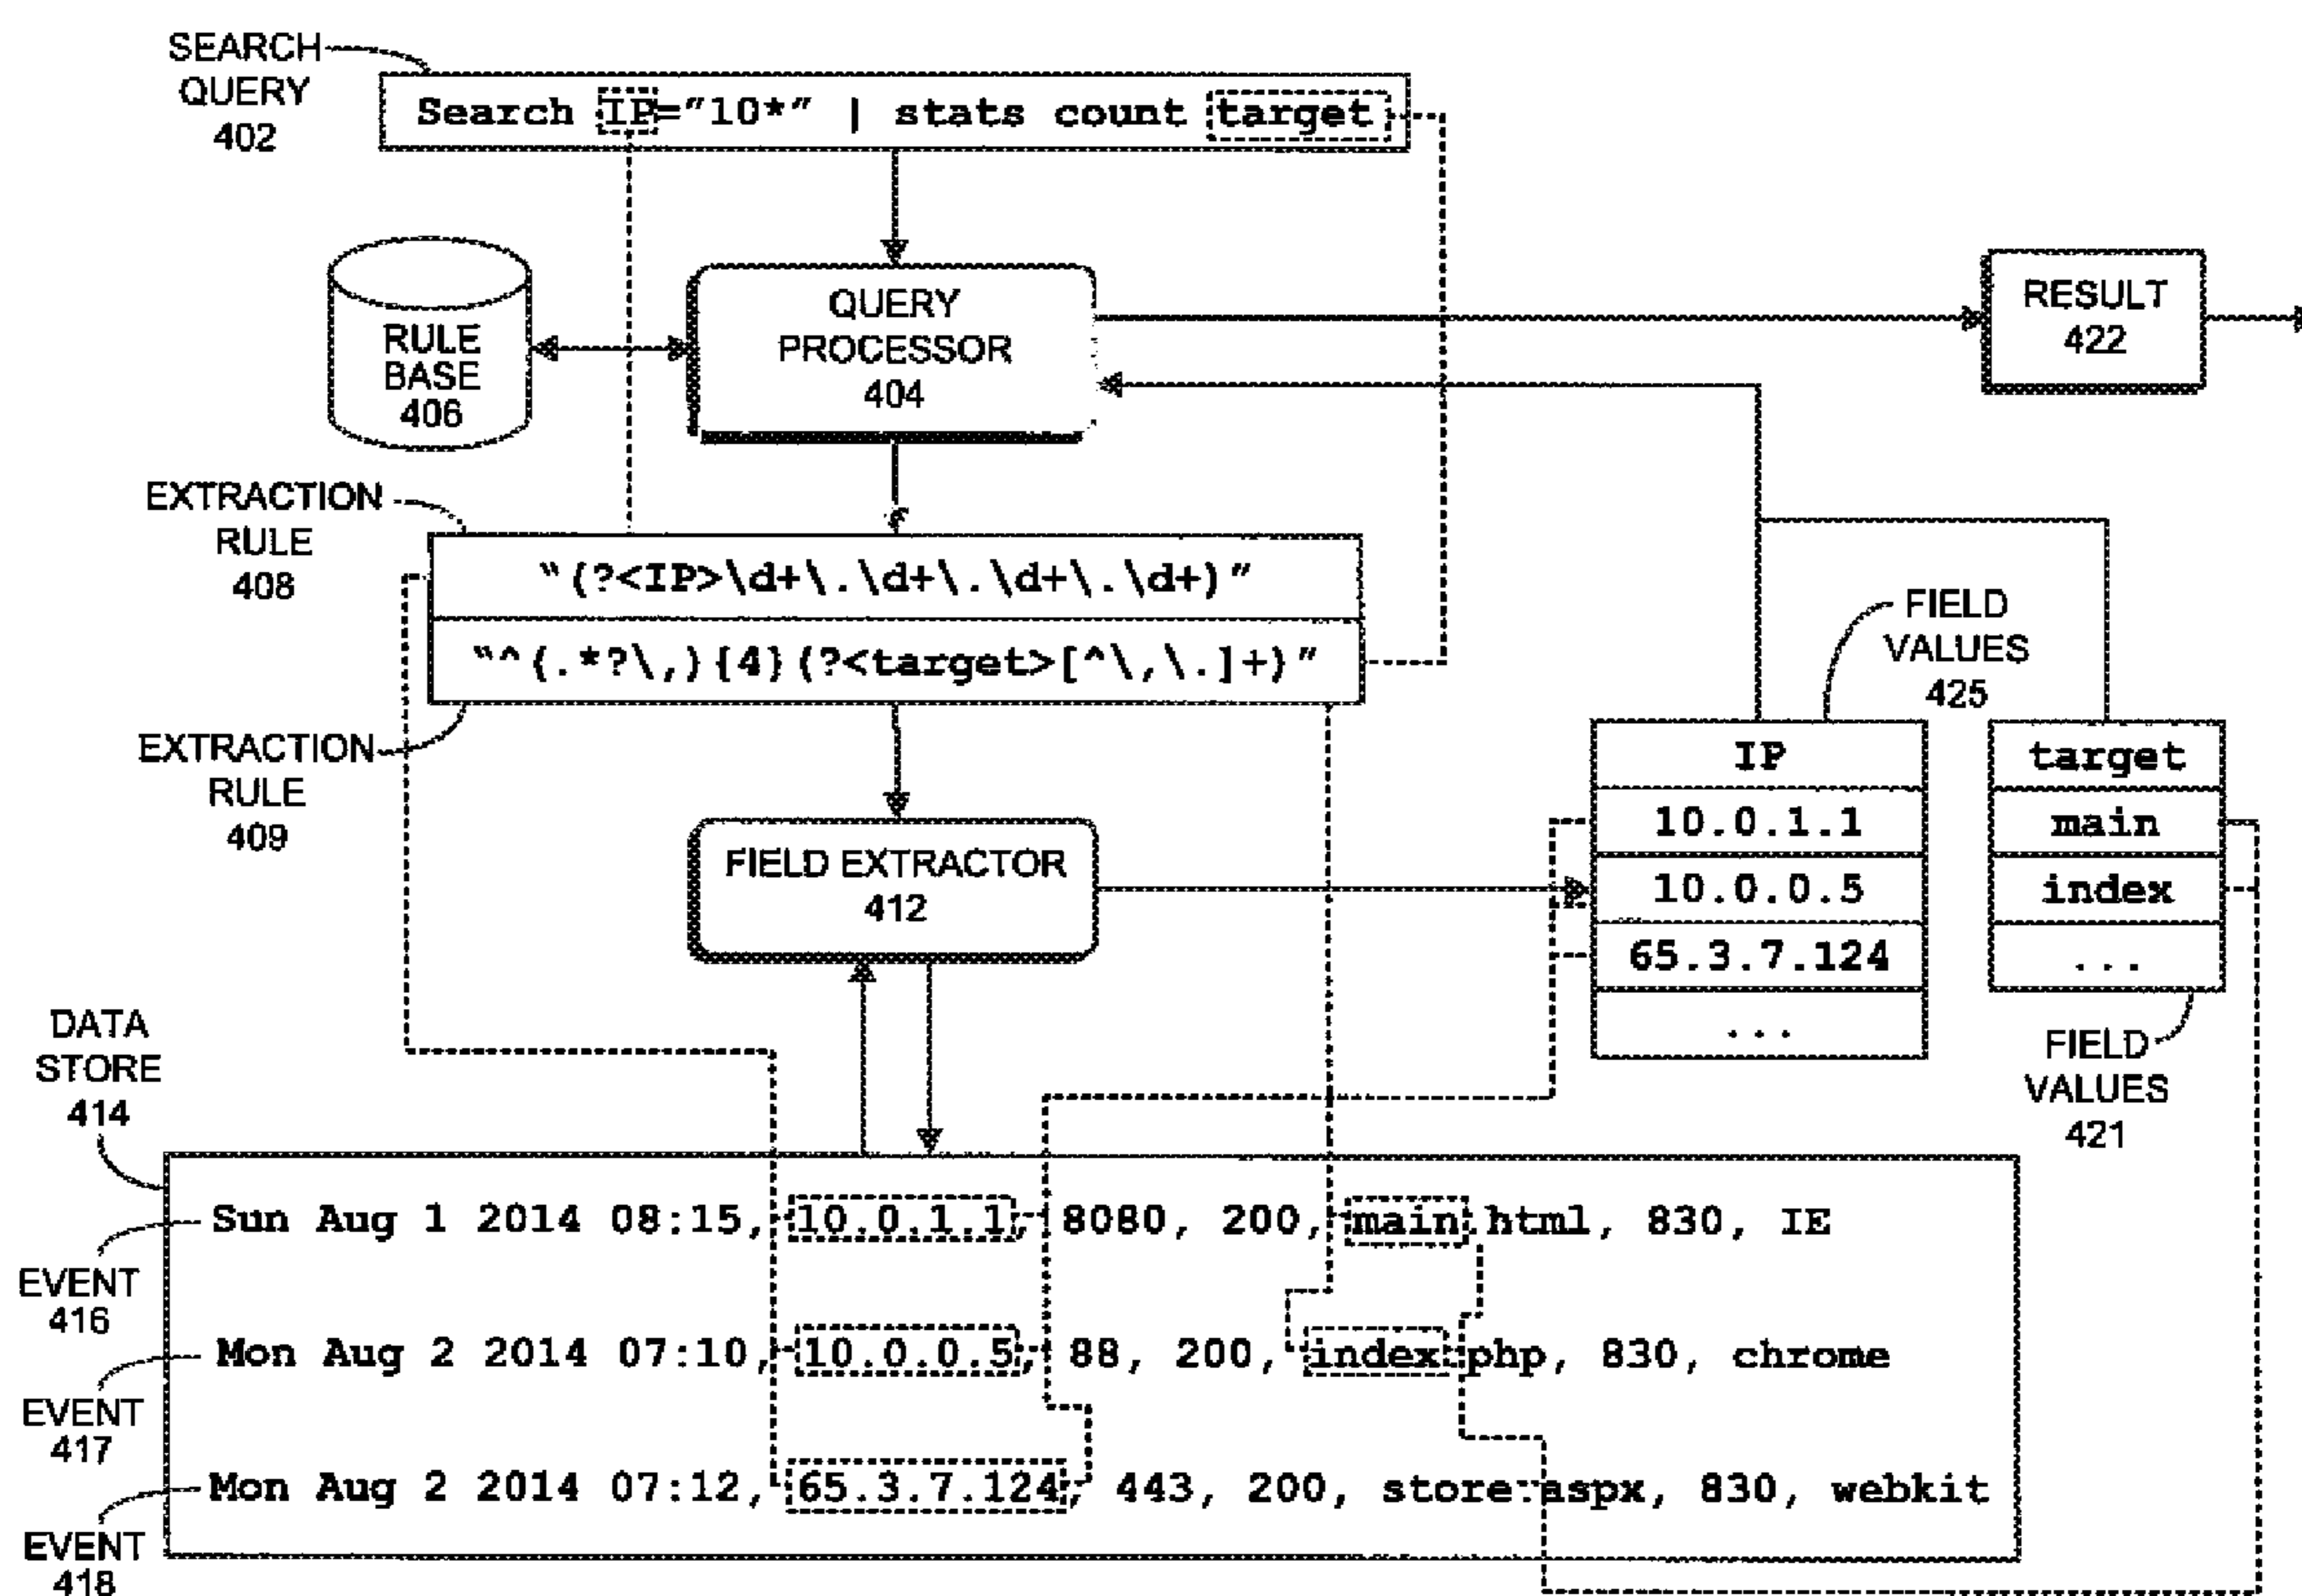 SEARCH
QUERY
402
Search IP="10*" | stats count target
RULE
BASE
406
QUERY
PROCESSOR
404
RESULT
422
EXTRACTION
RULE
408
"(?<IP>\d+\.\d+\.\d+\.\d+)"
"^(.*?\,){4}(?<target>[^\,\.]+)"
EXTRACTION
RULE
409
FIELD
VALUES
425
FIELD EXTRACTOR
412
IP
10.0.1.1
10.0.0.5
65.3.7.124
...
target
main
index
...
FIELD
VALUES
421
DATA
STORE
414
Sun Aug 1 2014 08:15, 10.0.1.1, 8080, 200, main.html, 830, IE
EVENT
416
Mon Aug 2 2014 07:10, 10.0.0.5, 88, 200, index.php, 830, chrome
EVENT
417
Mon Aug 2 2014 07:12, 65.3.7.124, 443, 200, store.aspx, 830, webkit
EVENT
418